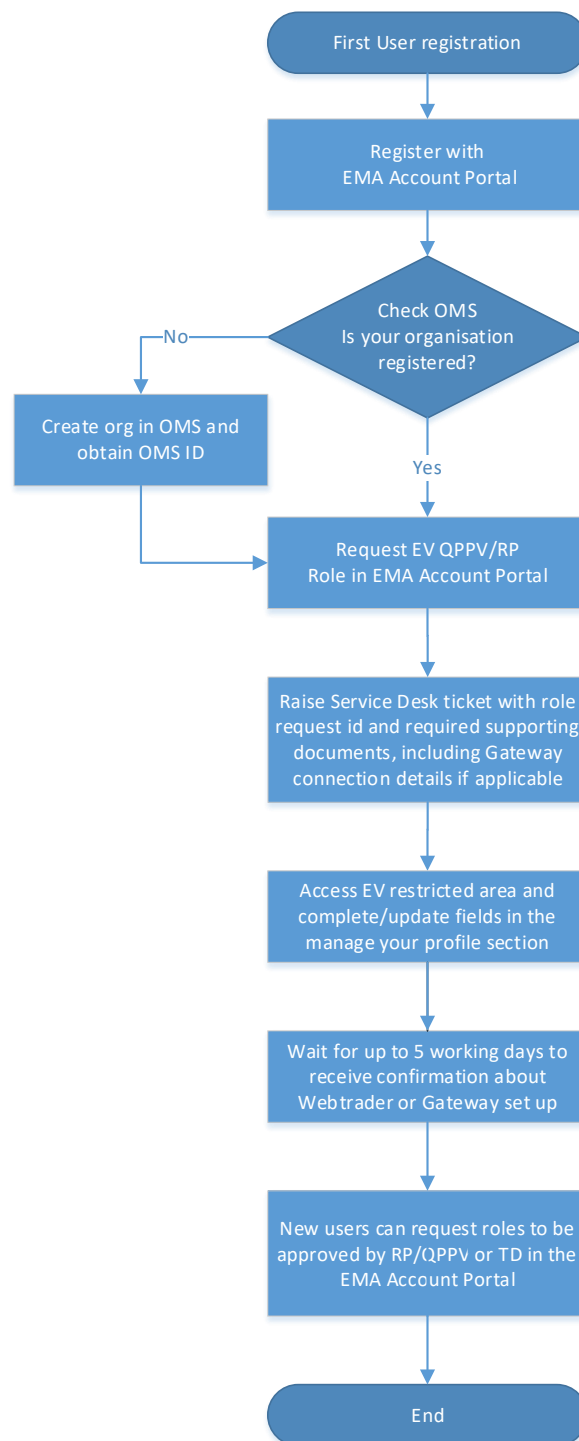 First User registration
Register with
EMA Account Portal
Check OMS
Is your organisation
registered?
No
Create org in OMS and
obtain OMS ID
Yes
Request EV QPPV/RP
Role in EMA Account Portal
Raise Service Desk ticket with role
request id and required supporting
documents, including Gateway
connection details if applicable
Access EV restricted area and
complete/update fields in the
manage your profile section
Wait for up to 5 working days to
receive confirmation about
Webtrader or Gateway set up
New users can request roles to be
approved by RP/QPPV or TD in the
EMA Account Portal
End